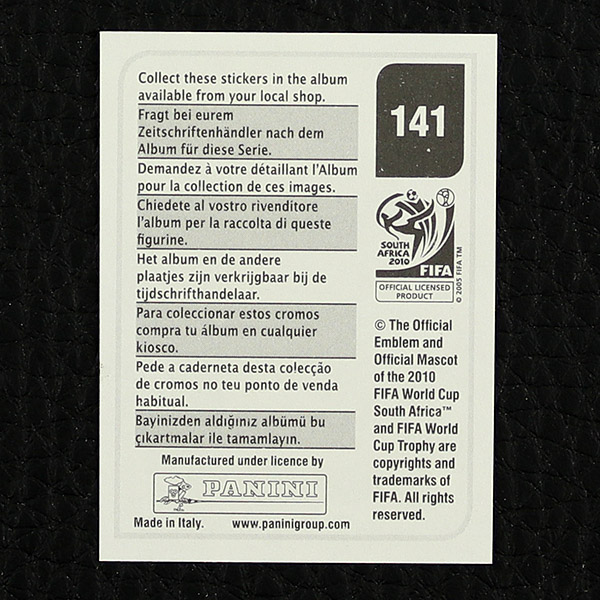 Collect these stickers in the album
available from your local shop.
Fragt bei eurem
Zeitschriftenhändler nach dem
Album für diese Serie.
Demandez à votre détaillant l'Album
pour la collection de ces images.
Chiedete al vostro rivenditore
l'album per la raccolta di queste
figurine.
Het album en de andere
plaatjes zijn verkrijgbaar bij de
tijdschrifthandelaar.
Para coleccionar estos cromos
compra tu álbum en cualquier
kiosco.
Pede a caderneta desta colecção
de cromos no teu ponto de venda
habitual.
Bayinizden aldığınız albümü bu
çıkartmalar ile tamamlayın.
Manufactured under licence by
PANINI
Made in Italy. www.paninigroup.com
141
SOUTH
AFRICA
2010
FIFA
OFFICIAL LICENSED
PRODUCT
© 2005 FIFA TM
© The Official
Emblem and
Official Mascot
of the 2010
FIFA World Cup
South Africa™
and FIFA World
Cup Trophy are
copyrights and
trademarks of
FIFA. All rights
reserved.